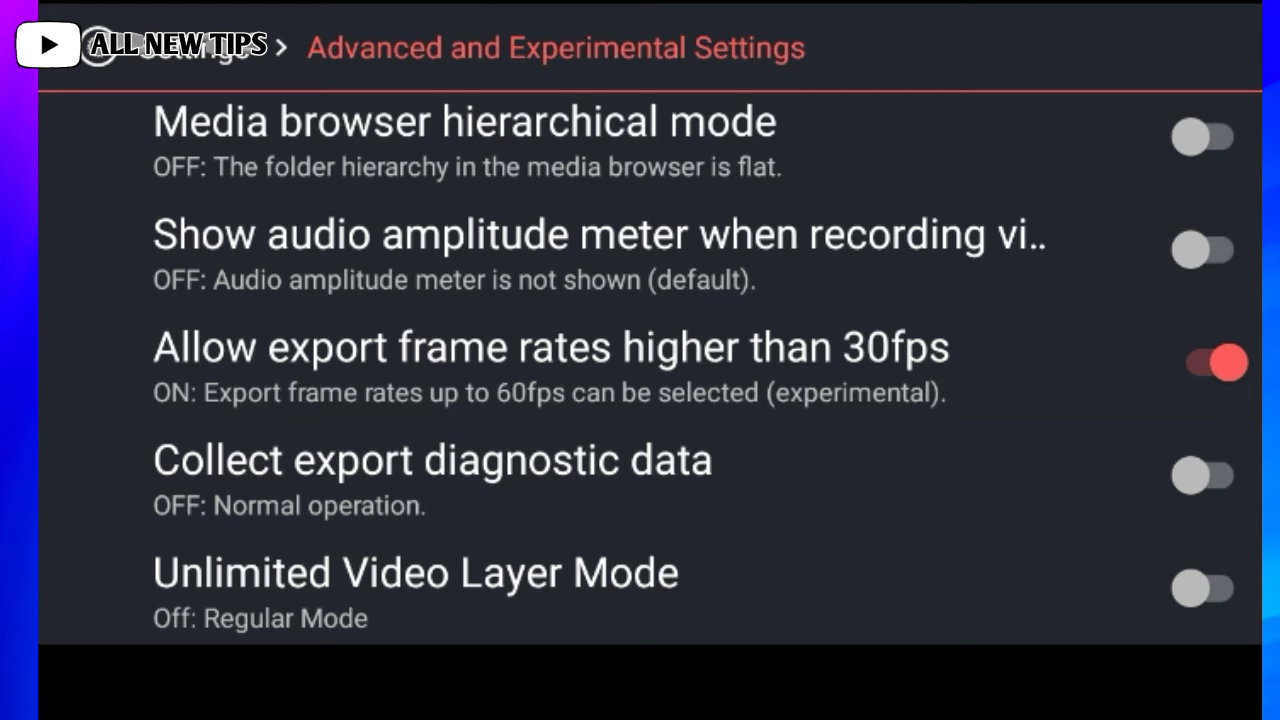 ALL NEW TIPS
Settings > Advanced and Experimental Settings
Media browser hierarchical mode
OFF: The folder hierarchy in the media browser is flat.
Show audio amplitude meter when recording vi..
OFF: Audio amplitude meter is not shown (default).
Allow export frame rates higher than 30fps
ON: Export frame rates up to 60fps can be selected (experimental).
Collect export diagnostic data
OFF: Normal operation.
Unlimited Video Layer Mode
Off: Regular Mode